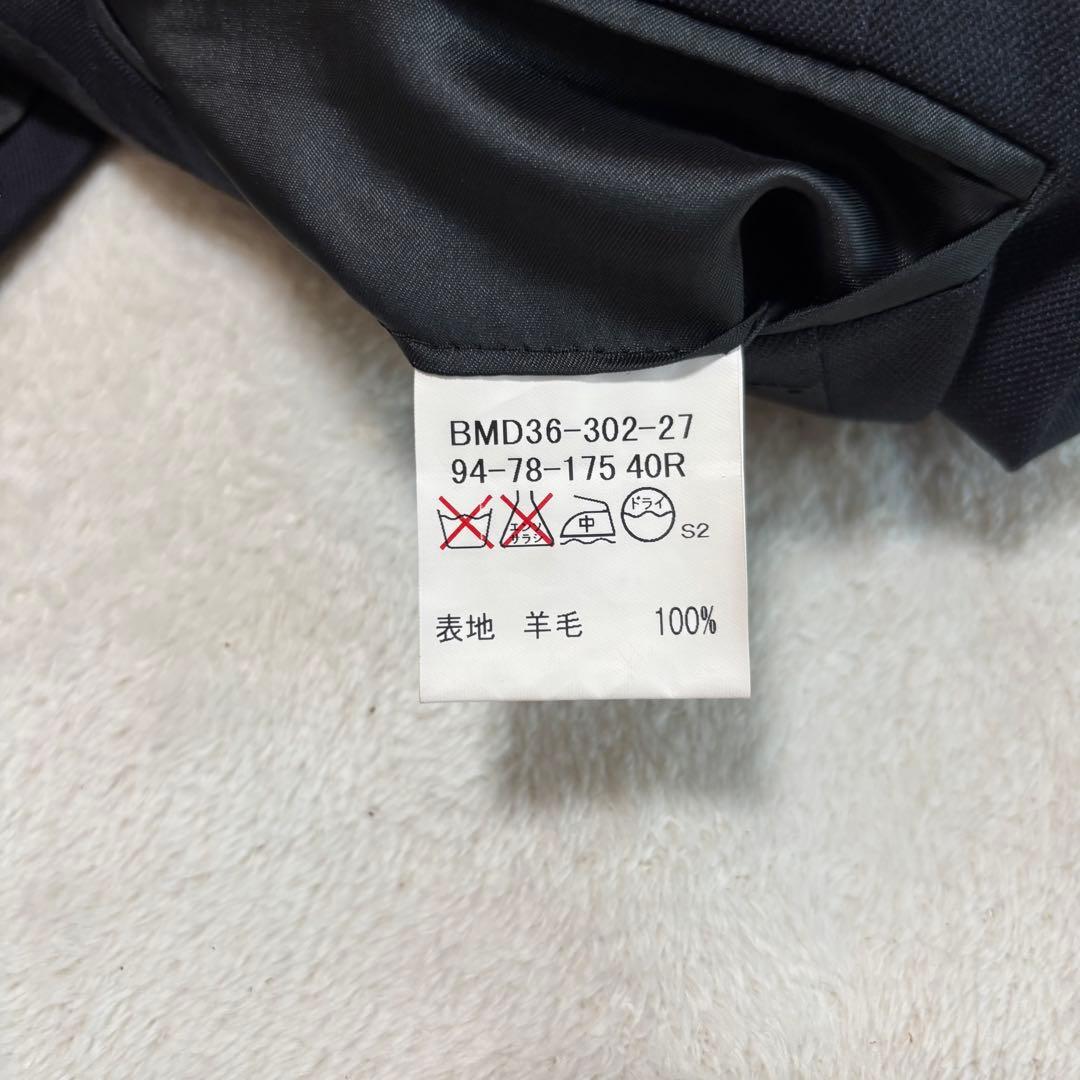 BMD36-302-27
94-78-175 40R
エンソ
サラシ
中
ドライ
S2
表地 羊毛 100%